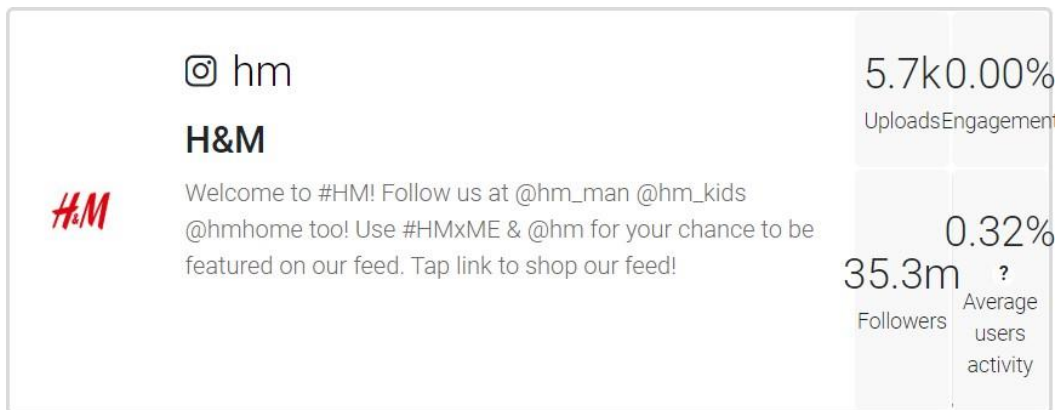 hm
H&M
H&M
Welcome to #HM! Follow us at @hm_man @hm_kids
@hmhome too! Use #HMxME & @hm for your chance to be
featured on our feed. Tap link to shop our feed!
5.7k
Uploads
0.00%
Engagement
35.3m
Followers
0.32%
?
Average
users
activity